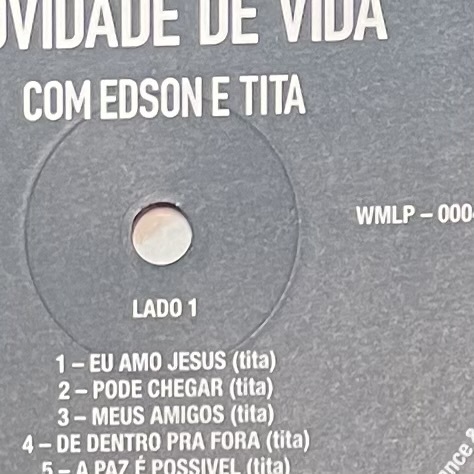 OVIDADE DE VIDA
COM EDSON E TITA
WMLP – 000
LADO 1
1 – EU AMO JESUS (tita)
2 – PODE CHEGAR (tita)
3 – MEUS AMIGOS (tita)
4 – DE DENTRO PRA FORA (tita)
5 – A PAZ É POSSIVEL (tita)